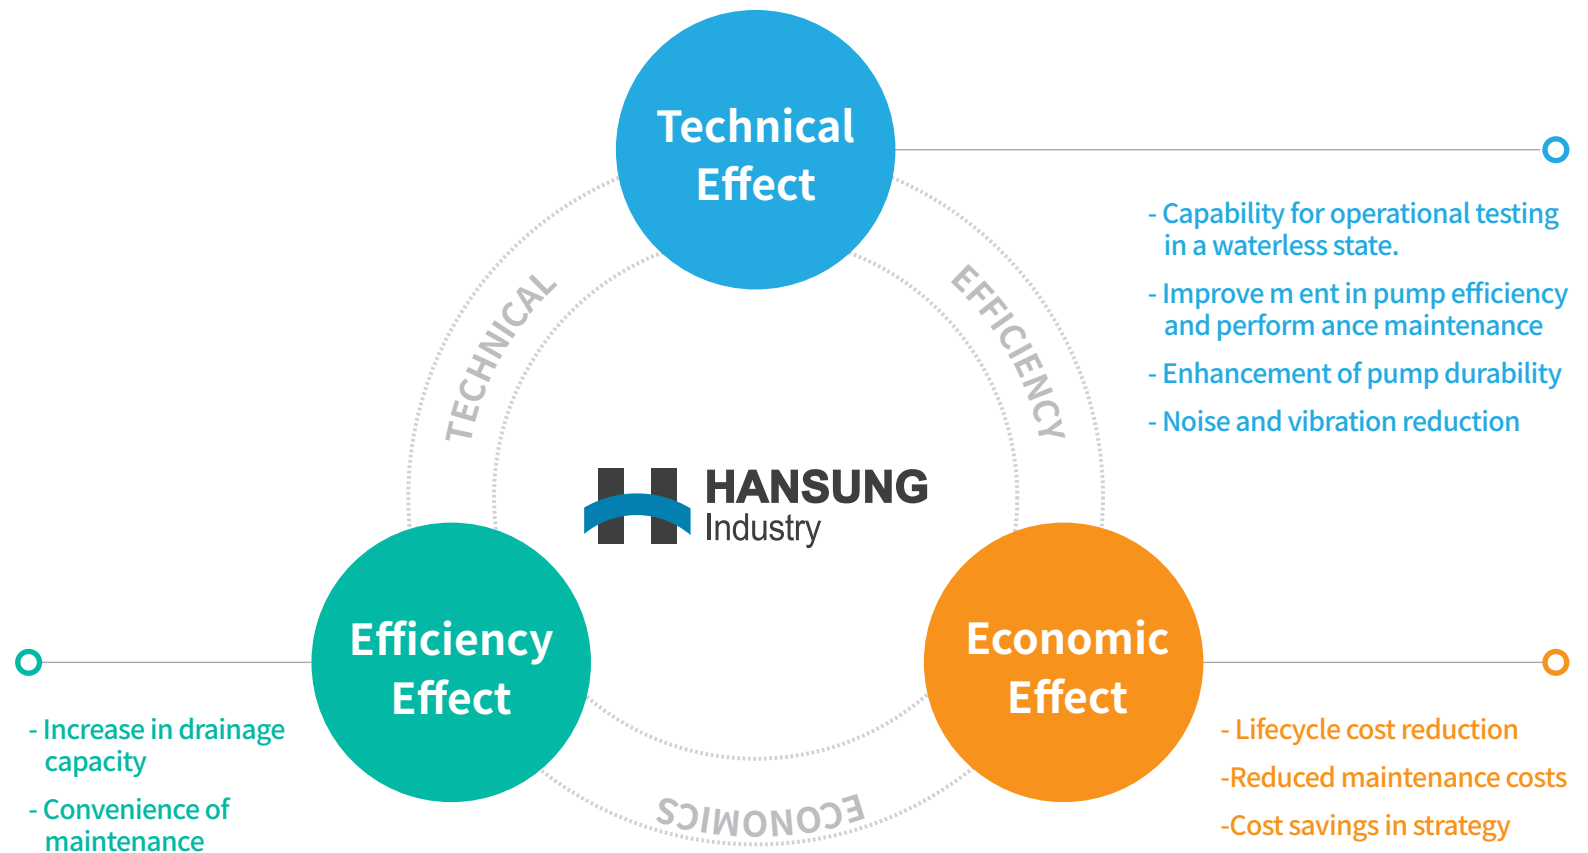 Technical
Effect
- Capability for operational testing
in a waterless state.
- Improve m ent in pump efficiency
and perform ance maintenance
- Enhancement of pump durability
- Noise and vibration reduction
TECHNICAL
EFFICIENCY
HANSUNG
Industry
Efficiency
Effect
- Increase in drainage
capacity
- Convenience of
maintenance
Economic
Effect
- Lifecycle cost reduction
-Reduced maintenance costs
-Cost savings in strategy
ECONOMICS